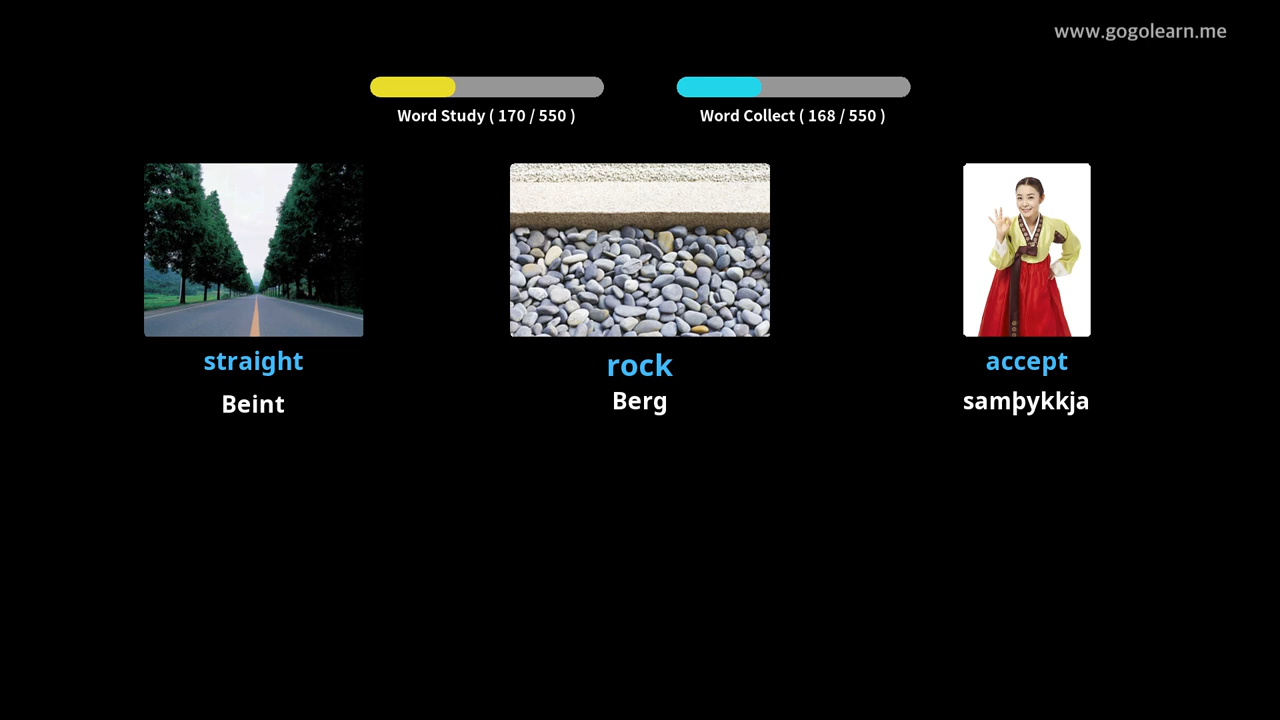 www.gogolearn.me
Word Study ( 170 / 550 )
Word Collect ( 168 / 550 )
straight
Beint
rock
Berg
accept
samþykkja